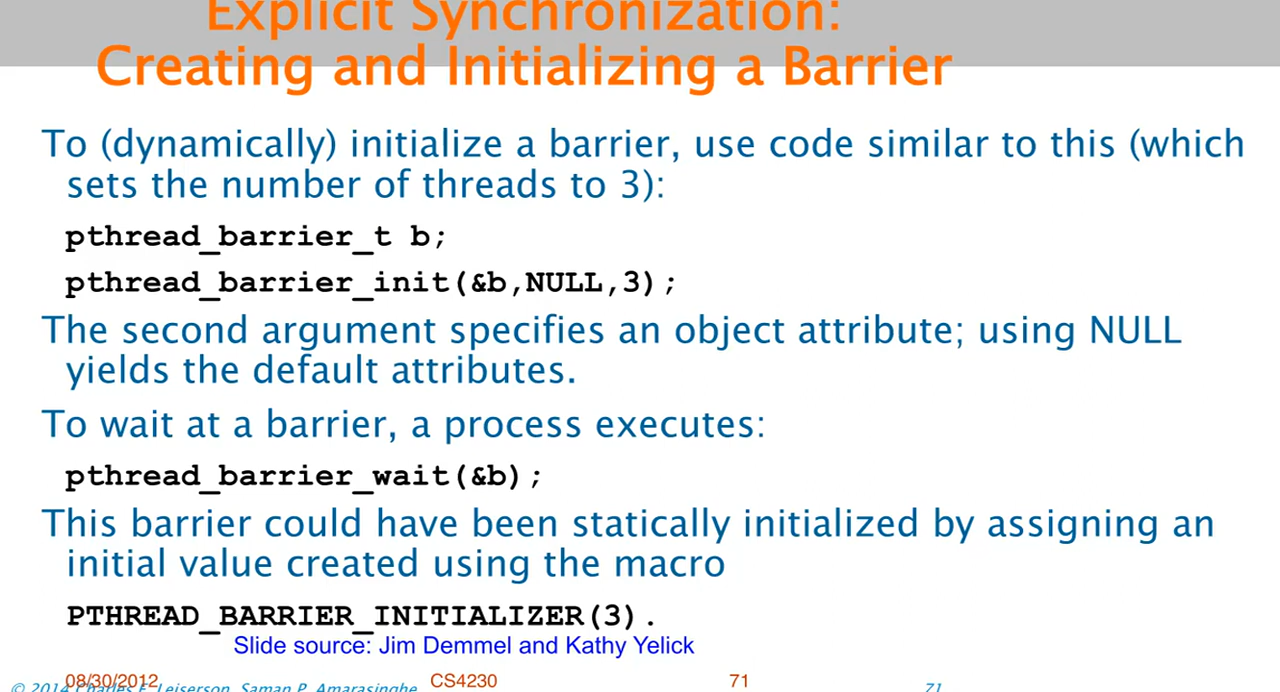 Explicit Synchronization:
Creating and Initializing a Barrier
To (dynamically) initialize a barrier, use code similar to this (which
sets the number of threads to 3):
pthread_barrier_t b;
pthread_barrier_init(&b,NULL,3);
The second argument specifies an object attribute; using NULL
yields the default attributes.
To wait at a barrier, a process executes:
pthread_barrier_wait(&b);
This barrier could have been statically initialized by assigning an
initial value created using the macro
PTHREAD_BARRIER_INITIALIZER(3).
Slide source: Jim Demmel and Kathy Yelick
08/30/2012 CS4230 71
© 2014 Charles E. Leiserson, Saman P. Amarasinghe 71